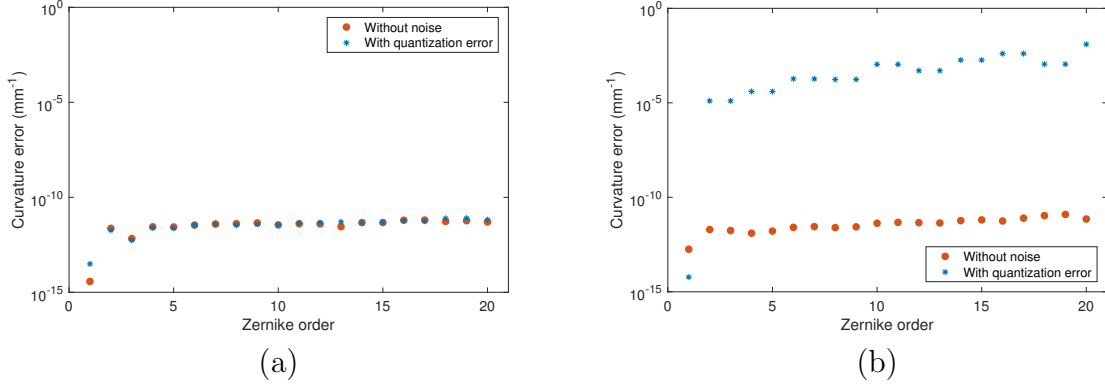 10^0
10^-5
10^-10
10^-15
Curvature error (mm^-1)
0 5 10 15 20
Zernike order
Without noise
With quantization error
(a)
10^0
10^-5
10^-10
10^-15
Curvature error (mm^-1)
0 5 10 15 20
Zernike order
Without noise
With quantization error
(b)